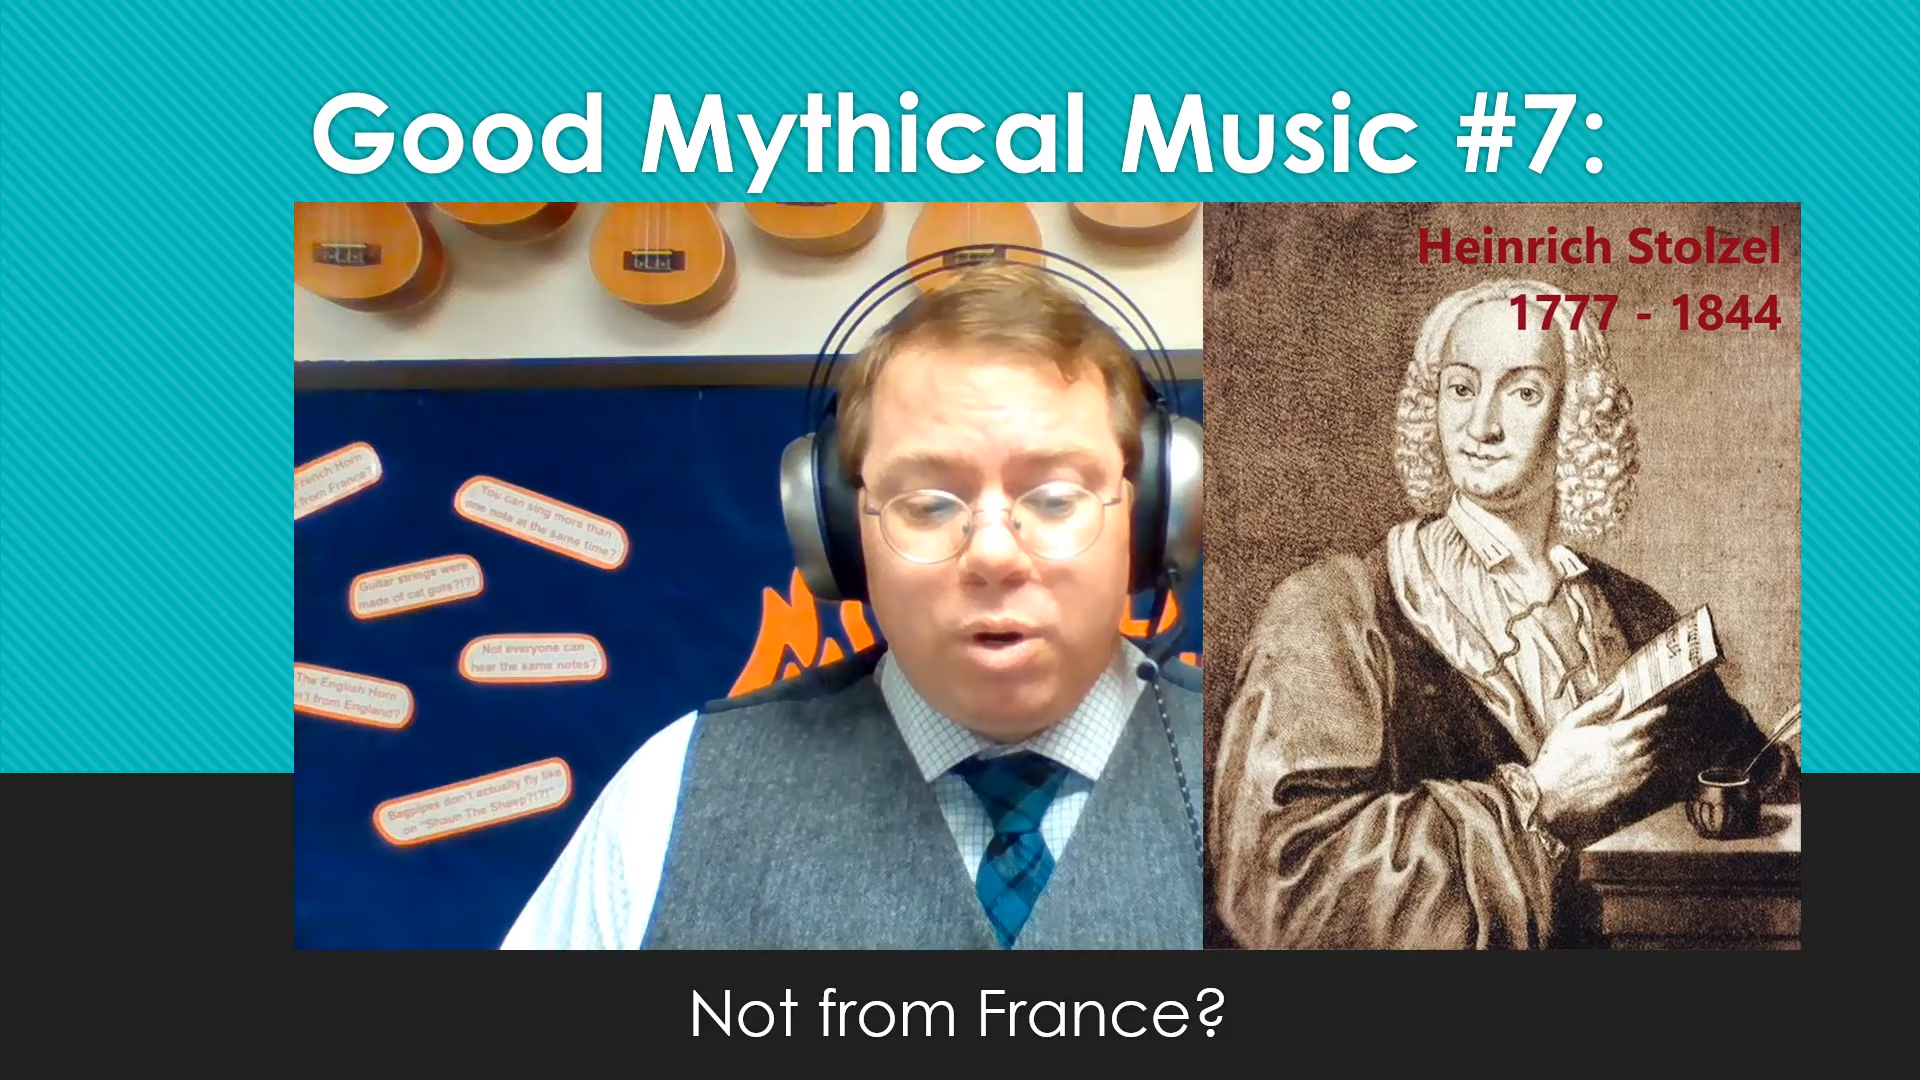 Good Mythical Music #7:
Heinrich Stolzel
1777 - 1844
French Horn
from France?
You can sing more than
one note at the same time?
Guitar strings were
made of cat guts?!?!
Not everyone can
hear the same notes?
The English Horn
n't from England?
Bagpipes don't actually fly like
on "Shaun The Sheep?!?!"
Not from France?